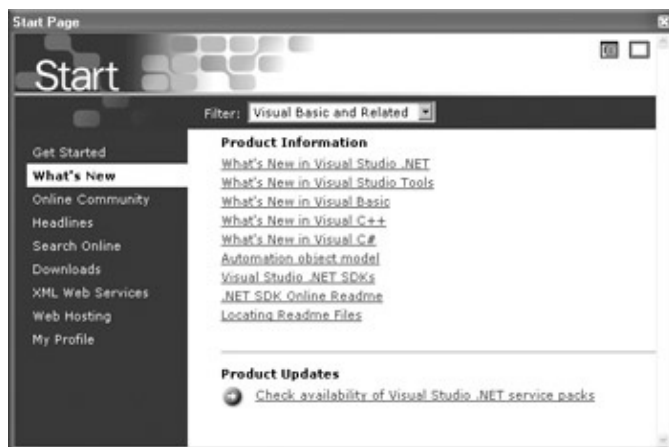 Start Page
Start
Filter: Visual Basic and Related
Get Started
What's New
Online Community
Headlines
Search Online
Downloads
XML Web Services
Web Hosting
My Profile
Product Information
What's New in Visual Studio .NET
What's New in Visual Studio Tools
What's New in Visual Basic
What's New in Visual C++
What's New in Visual C#
Automation object model
Visual Studio .NET SDKs
.NET SDK Online Readme
Locating Readme Files
Product Updates
Check availability of Visual Studio .NET service packs